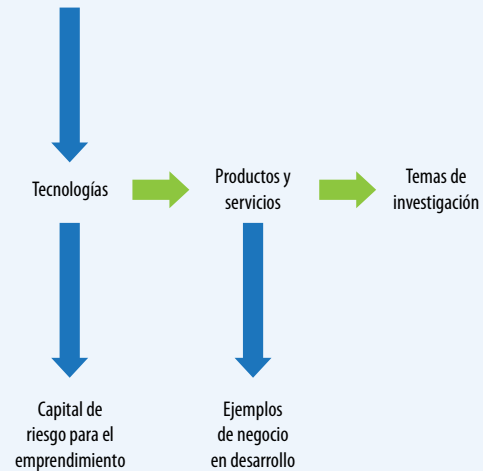 Tecnologías
Productos y
servicios
Temas de
investigación
Capital de
riesgo para el
emprendimiento
Ejemplos
de negocio
en desarrollo